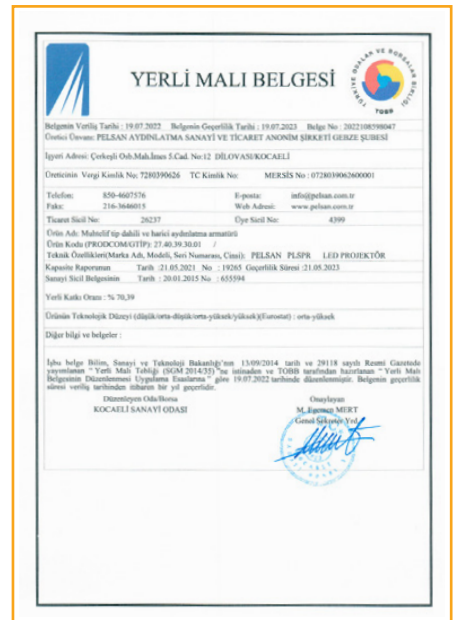 YERLİ MALI BELGESİ
TÜRKİYE ODALAR VE BORSALAR BİRLİĞİ
TOBB
Belgenin Veriliş Tarihi : 19.07.2022 Belgenin Geçerlilik Tarihi : 19.07.2023 Belge No : 2022108598047
Üretici Ünvanı: PELSAN AYDINLATMA SANAYİ VE TİCARET ANONİM ŞİRKETİ GEBZE ŞUBESİ
İşyeri Adresi: Çerkeşli Osb.Mah.İmes 5.Cad. No:12 DİLOVASI/KOCAELİ
Üreticinin Vergi Kimlik No: 7280390626 TC Kimlik No: MERSİS No : 0728039062600001
Telefon: 850-4607576 E-posta: info@pelsan.com.tr
Faks: 216-3646015 Web Adresi: www.pelsan.com.tr
Ticaret Sicil No: 26237 Üye Sicil No: 4399
Ürün Adı: Muhtelif tip dahili ve harici aydınlatma armatürü
Ürün Kodu (PRODCOM/GTİP): 27.40.39.30.01 /
Teknik Özellikleri(Marka Adı, Modeli, Seri Numarası, Cinsi): PELSAN PLSPR LED PROJEKTÖR
Kapasite Raporunun Tarih :21.05.2021 No : 19265 Geçerlilik Süresi :21.05.2023
Sanayi Sicil Belgesinin Tarih : 20.01.2015 No : 655594
Yerli Katkı Oranı : % 70,39
Ürünün Teknolojik Düzeyi (düşük/orta-düşük/orta-yüksek/yüksek)(Eurostat) : orta-yüksek
Diğer bilgi ve belgeler :
İşbu belge Bilim, Sanayi ve Teknoloji Bakanlığı'nın 13/09/2014 tarih ve 29118 sayılı Resmi Gazetede
yayımlanan " Yerli Malı Tebliği (SGM 2014/35) "ne istinaden ve TOBB tarafından hazırlanan " Yerli Malı
Belgesinin Düzenlenmesi Uygulama Esaslarına " göre 19.07.2022 tarihinde düzenlenmiştir. Belgenin geçerlilik
süresi veriliş tarihinden itibaren bir yıl geçerlidir.
Düzenleyen Oda/Borsa Onaylayan
KOCAELİ SANAYİ ODASI M. Egemen MERT
Genel Sekreter Yrd.